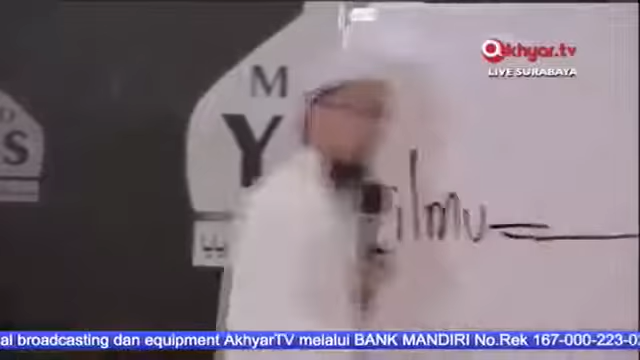 akhyar.tv
LIVE SURABAYA
M
Y
S
ilmu
al broadcasting dan equipment AkhyarTV melalui BANK MANDIRI No.Rek 167-000-223-0